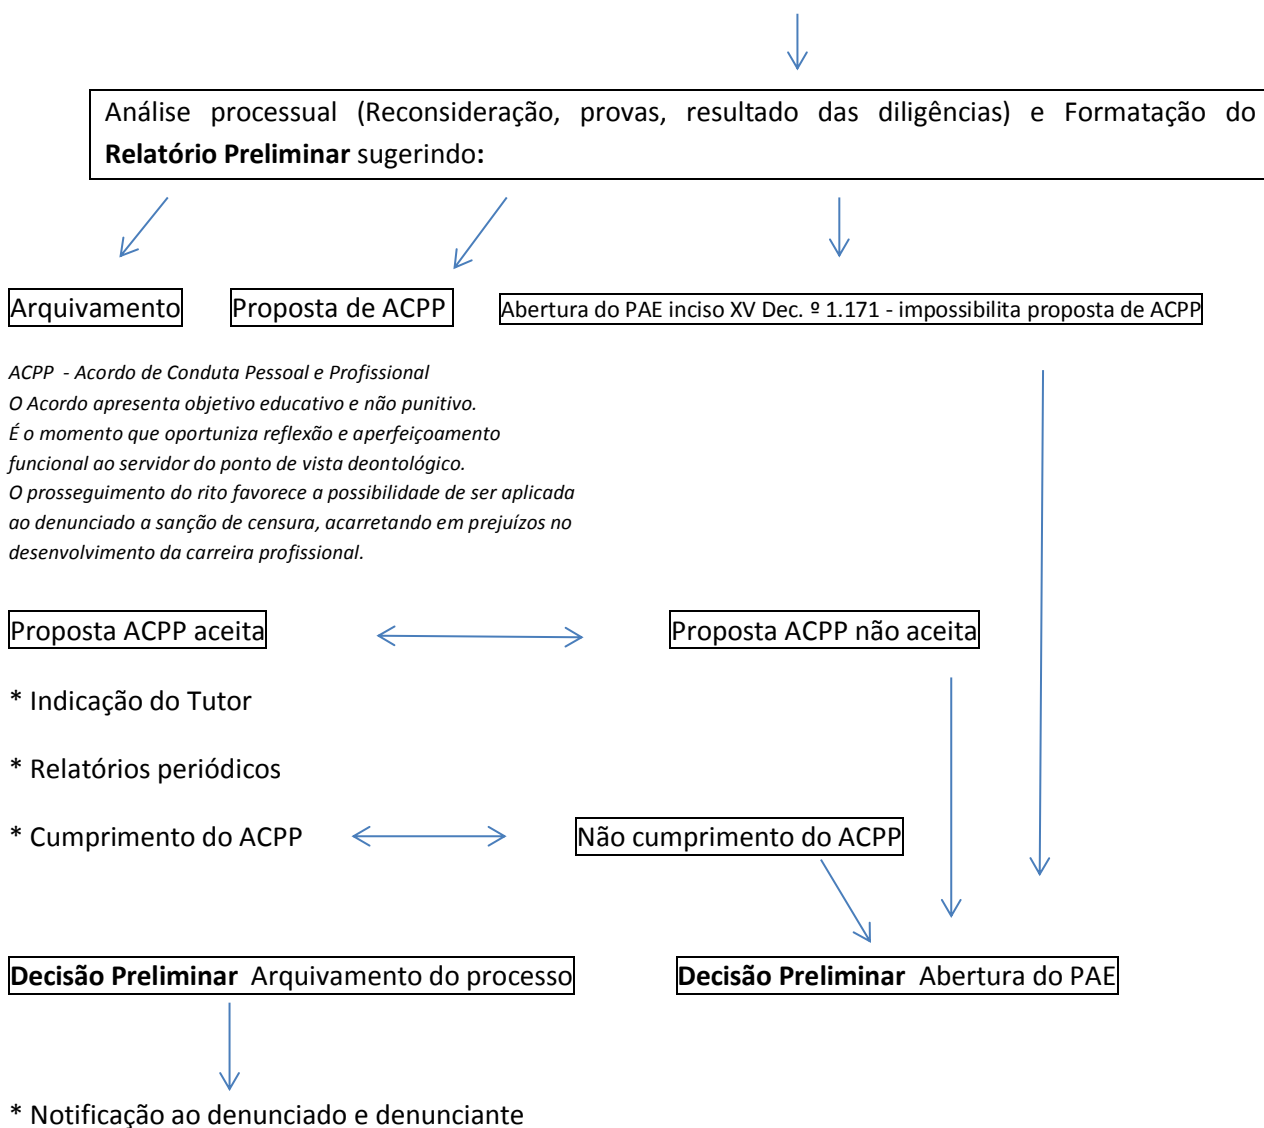 Análise processual (Reconsideração, provas, resultado das diligências) e Formatação do
Relatório Preliminar sugerindo:
Arquivamento
Proposta de ACPP
Abertura do PAE inciso XV Dec. º 1.171 - impossibilita proposta de ACPP
ACPP - Acordo de Conduta Pessoal e Profissional
O Acordo apresenta objetivo educativo e não punitivo.
É o momento que oportuniza reflexão e aperfeiçoamento
funcional ao servidor do ponto de vista deontológico.
O prosseguimento do rito favorece a possibilidade de ser aplicada
ao denunciado a sanção de censura, acarretando em prejuízos no
desenvolvimento da carreira profissional.
Proposta ACPP aceita
Proposta ACPP não aceita
* Indicação do Tutor
* Relatórios periódicos
* Cumprimento do ACPP
Não cumprimento do ACPP
Decisão Preliminar Arquivamento do processo
Decisão Preliminar Abertura do PAE
* Notificação ao denunciado e denunciante